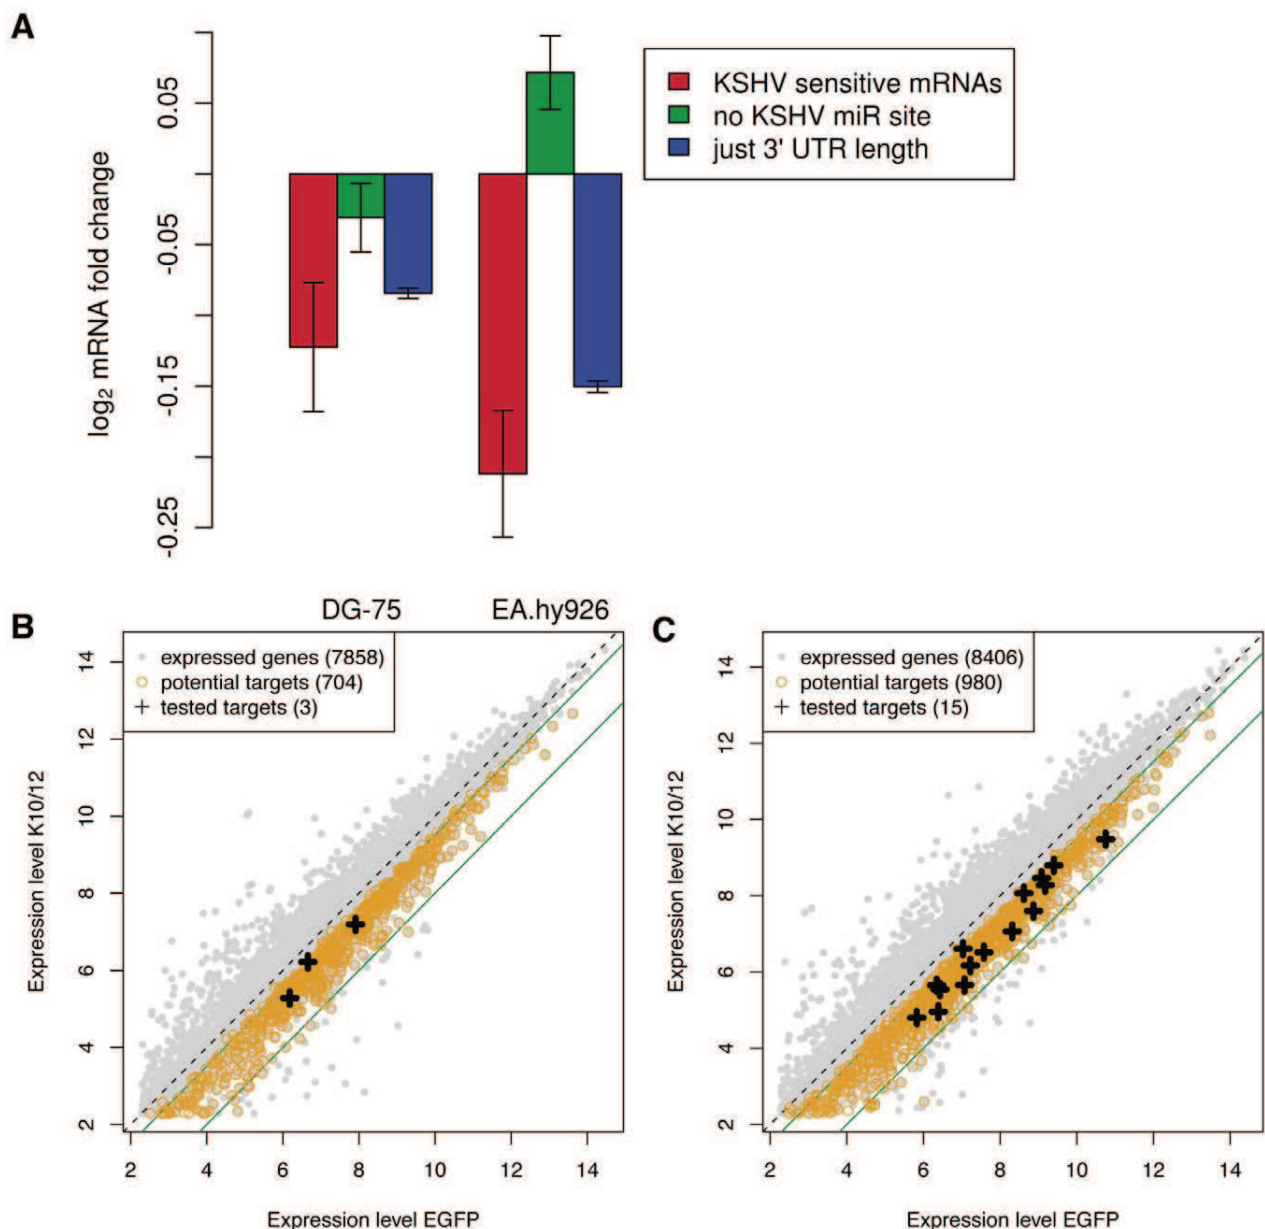 A
log2 mRNA fold change
0.05
-0.05
-0.15
-0.25
KSHV sensitive mRNAs
no KSHV miR site
just 3' UTR length
DG-75
EA.hy926
B
expressed genes (7858)
potential targets (704)
tested targets (3)
Expression level K10/12
14
12
10
8
6
4
2
2 4 6 8 10 12 14
Expression level EGFP
C
expressed genes (8406)
potential targets (980)
tested targets (15)
Expression level K10/12
14
12
10
8
6
4
2
2 4 6 8 10 12 14
Expression level EGFP